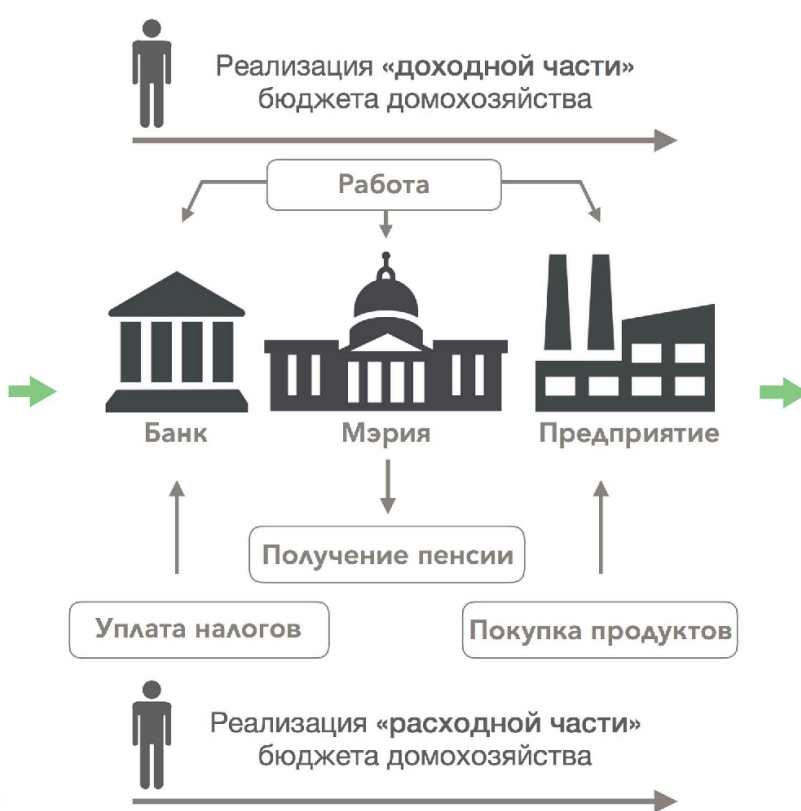 Реализация «доходной части»
бюджета домохозяйства
Работа
Банк
Мэрия
Предприятие
Получение пенсии
Уплата налогов
Покупка продуктов
Реализация «расходной части»
бюджета домохозяйства